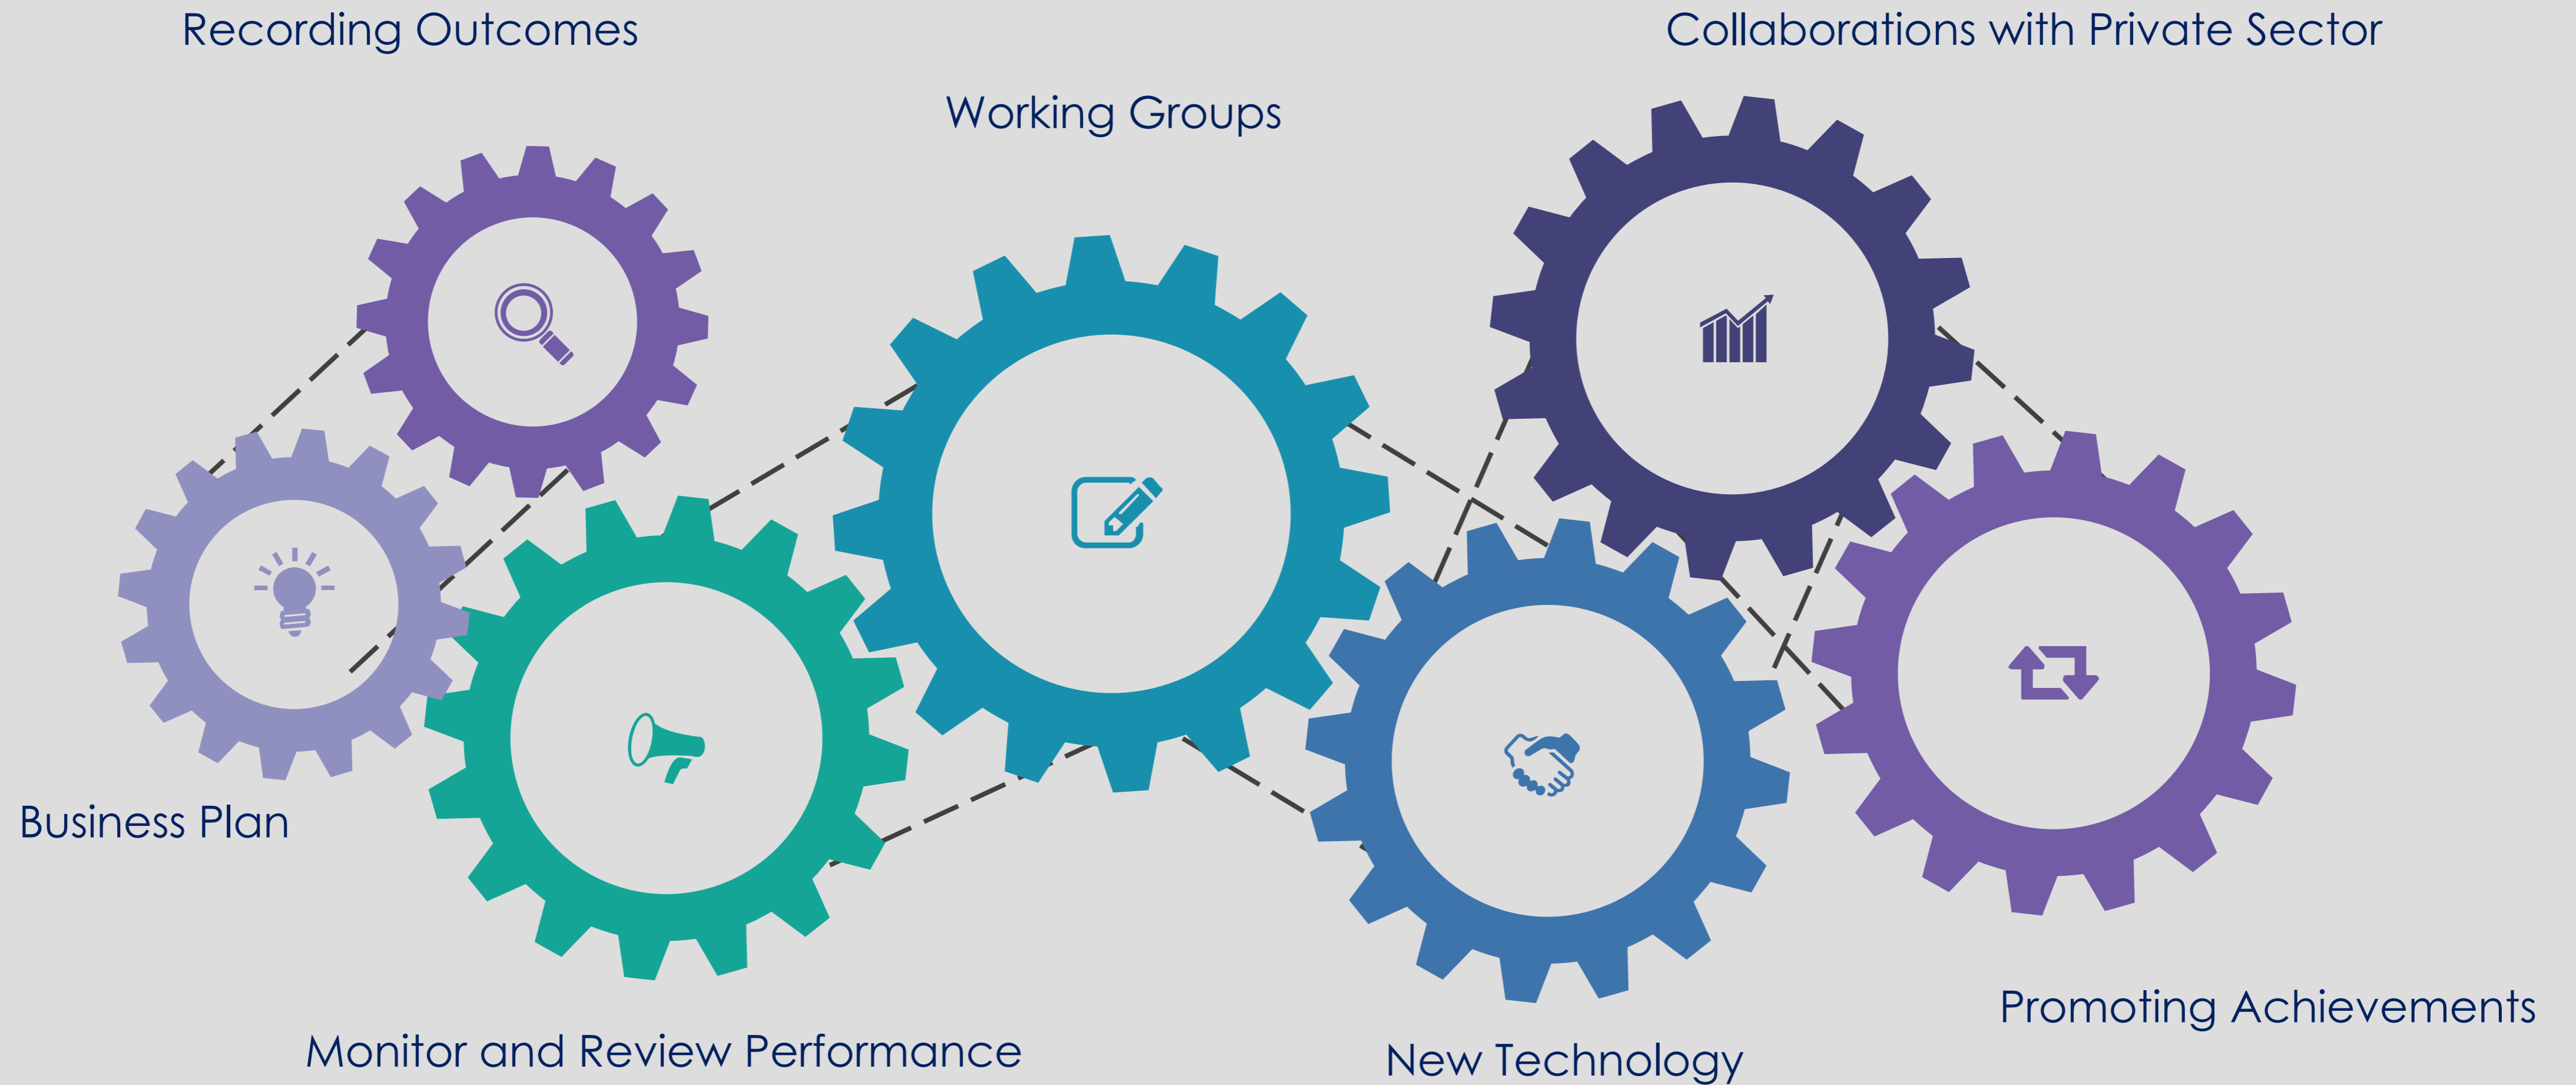 Recording Outcomes
Collaborations with Private Sector
Working Groups
Business Plan
Promoting Achievements
Monitor and Review Performance
New Technology